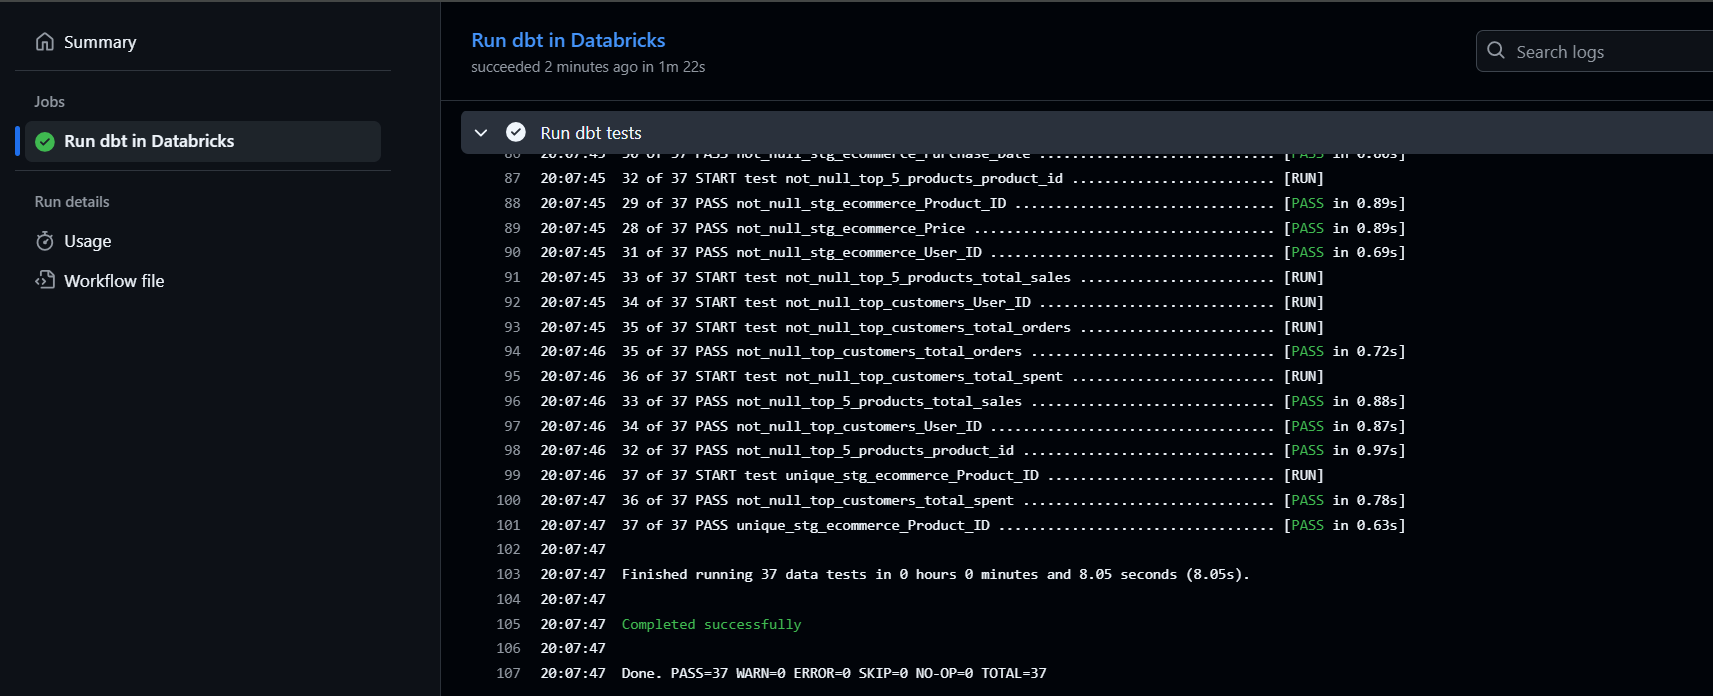 Summary
Jobs
Run dbt in Databricks
Run details
Usage
Workflow file
Run dbt in Databricks
succeeded 2 minutes ago in 1m 22s
Search logs
Run dbt tests
86 20:07:45 30 of 37 PASS not_null_stg_ecommerce_Purchase_Date ............................. [PASS in 0.80s]
87 20:07:45 32 of 37 START test not_null_top_5_products_product_id ......................... [RUN]
88 20:07:45 29 of 37 PASS not_null_stg_ecommerce_Product_ID ................................ [PASS in 0.89s]
89 20:07:45 28 of 37 PASS not_null_stg_ecommerce_Price ..................................... [PASS in 0.89s]
90 20:07:45 31 of 37 PASS not_null_stg_ecommerce_User_ID ................................... [PASS in 0.69s]
91 20:07:45 33 of 37 START test not_null_top_5_products_total_sales ........................ [RUN]
92 20:07:45 34 of 37 START test not_null_top_customers_User_ID ............................. [RUN]
93 20:07:45 35 of 37 START test not_null_top_customers_total_orders ........................ [RUN]
94 20:07:46 35 of 37 PASS not_null_top_customers_total_orders .............................. [PASS in 0.72s]
95 20:07:46 36 of 37 START test not_null_top_customers_total_spent ......................... [RUN]
96 20:07:46 33 of 37 PASS not_null_top_5_products_total_sales .............................. [PASS in 0.88s]
97 20:07:46 34 of 37 PASS not_null_top_customers_User_ID ................................... [PASS in 0.87s]
98 20:07:46 32 of 37 PASS not_null_top_5_products_product_id ............................... [PASS in 0.97s]
99 20:07:46 37 of 37 START test unique_stg_ecommerce_Product_ID ............................ [RUN]
100 20:07:47 36 of 37 PASS not_null_top_customers_total_spent ............................... [PASS in 0.78s]
101 20:07:47 37 of 37 PASS unique_stg_ecommerce_Product_ID .................................. [PASS in 0.63s]
102 20:07:47
103 20:07:47 Finished running 37 data tests in 0 hours 0 minutes and 8.05 seconds (8.05s).
104 20:07:47
105 20:07:47 Completed successfully
106 20:07:47
107 20:07:47 Done. PASS=37 WARN=0 ERROR=0 SKIP=0 NO-OP=0 TOTAL=37